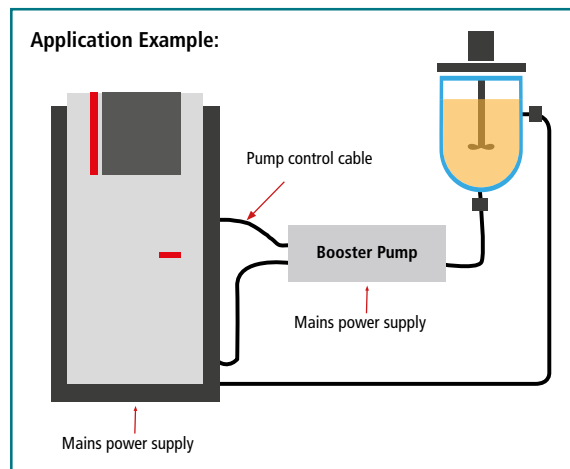 Application Example:
Pump control cable
Booster Pump
Mains power supply
Mains power supply